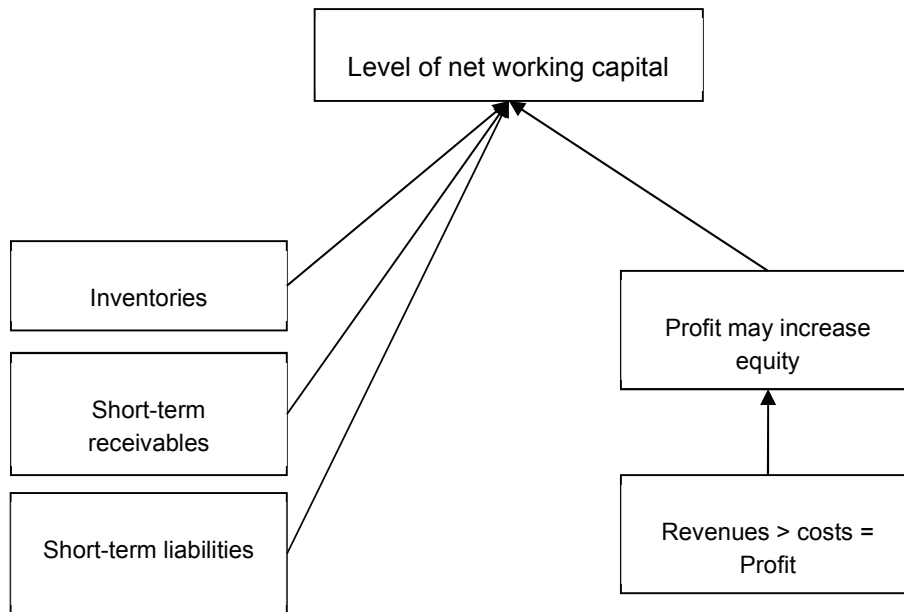 Level of net working capital
Inventories
Short-term
receivables
Short-term liabilities
Profit may increase
equity
Revenues > costs =
Profit